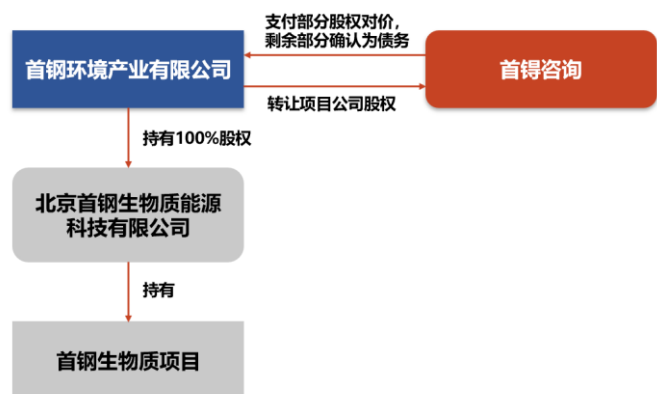 支付部分股权对价，
剩余部分确认为债务
首钢环境产业有限公司
首锝咨询
转让项目公司股权
持有100%股权
北京首钢生物质能源
科技有限公司
持有
首钢生物质项目